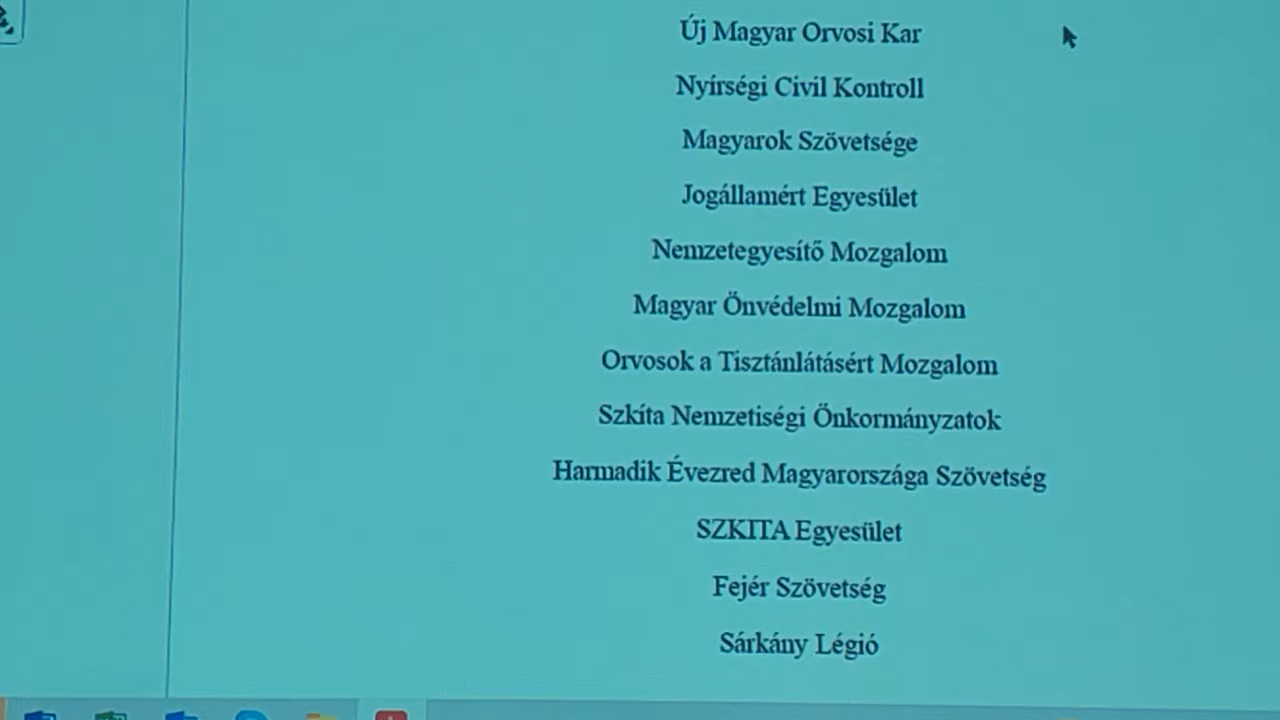 Új Magyar Orvosi Kar
Nyírségi Civil Kontroll
Magyarok Szövetsége
Jogállamért Egyesület
Nemzetegyesítő Mozgalom
Magyar Önvédelmi Mozgalom
Orvosok a Tisztánlátásért Mozgalom
Szkíta Nemzetiségi Önkormányzatok
Harmadik Évezred Magyarországa Szövetség
SZKITA Egyesület
Fejér Szövetség
Sárkány Légió